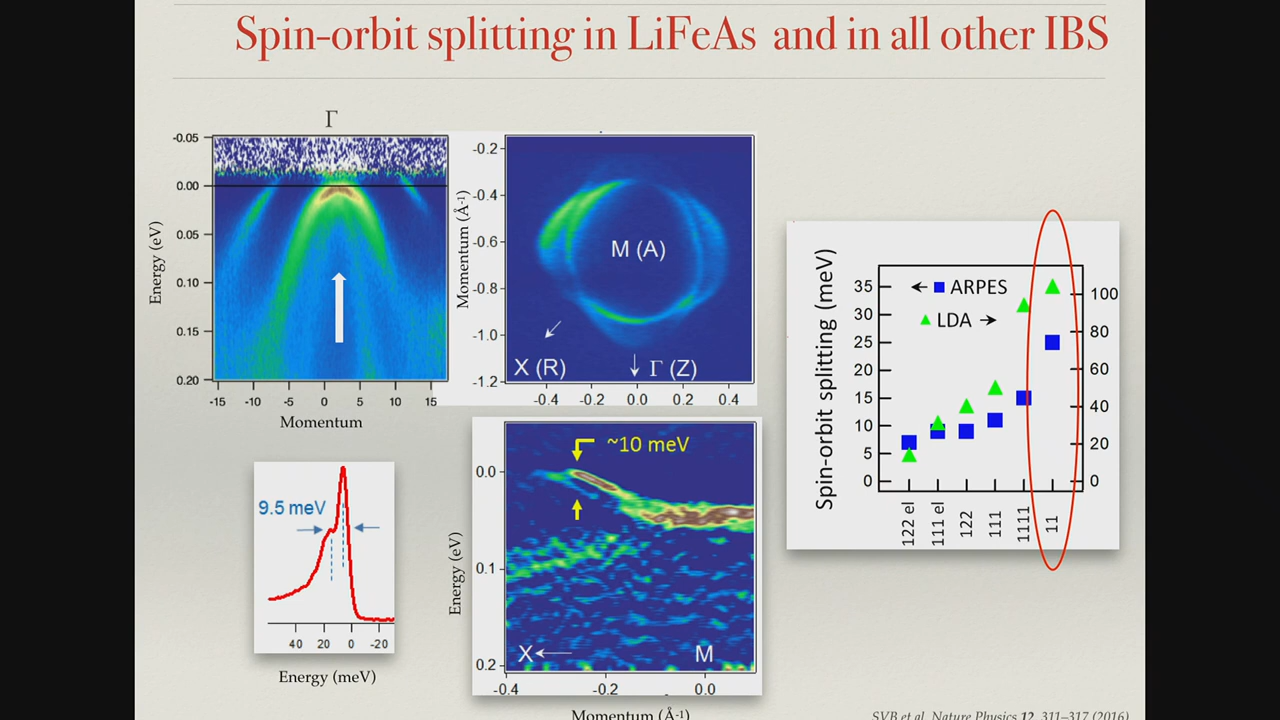 Spin-orbit splitting in LiFeAs and in all other IBS
Γ
-0.05
0.00
0.05
0.10
0.15
0.20
Energy (eV)
-15 -10 -5 0 5 10 15
Momentum
-0.2
-0.4
-0.6
-0.8
-1.0
-1.2
Momentum (Å-1)
M (A)
X (R)
↓ Γ (Z)
-0.4 -0.2 0.0 0.2 0.4
9.5 meV
40 20 0 -20
Energy (meV)
~10 meV
0.0
0.1
0.2
Energy (eV)
X ← M
-0.4 -0.2 0.0
Momentum (Å-1)
Spin-orbit splitting (meV)
35
30
25
20
15
10
5
0
← ARPES
LDA →
100
80
60
40
20
0
122 el
111 el
122
111
1111
11
SVB et al. Nature Physics 12, 311–317 (2016)